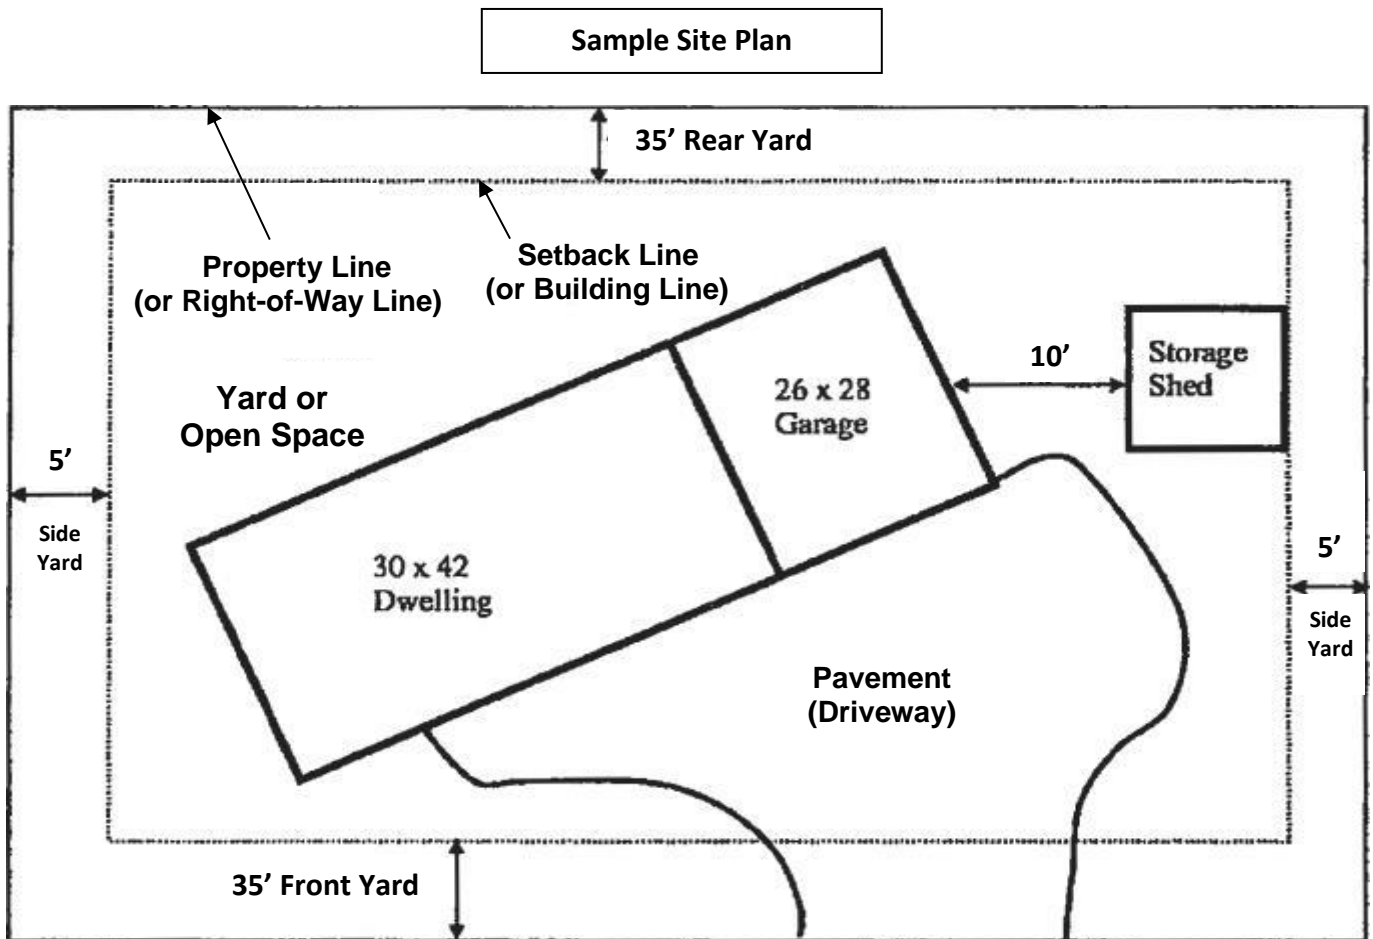 Sample Site Plan
35’ Rear Yard
Property Line
(or Right-of-Way Line)
Setback Line
(or Building Line)
10’
Storage
Shed
26 x 28
Garage
Yard or
Open Space
5’
Side
Yard
30 x 42
Dwelling
5’
Side
Yard
Pavement
(Driveway)
35’ Front Yard